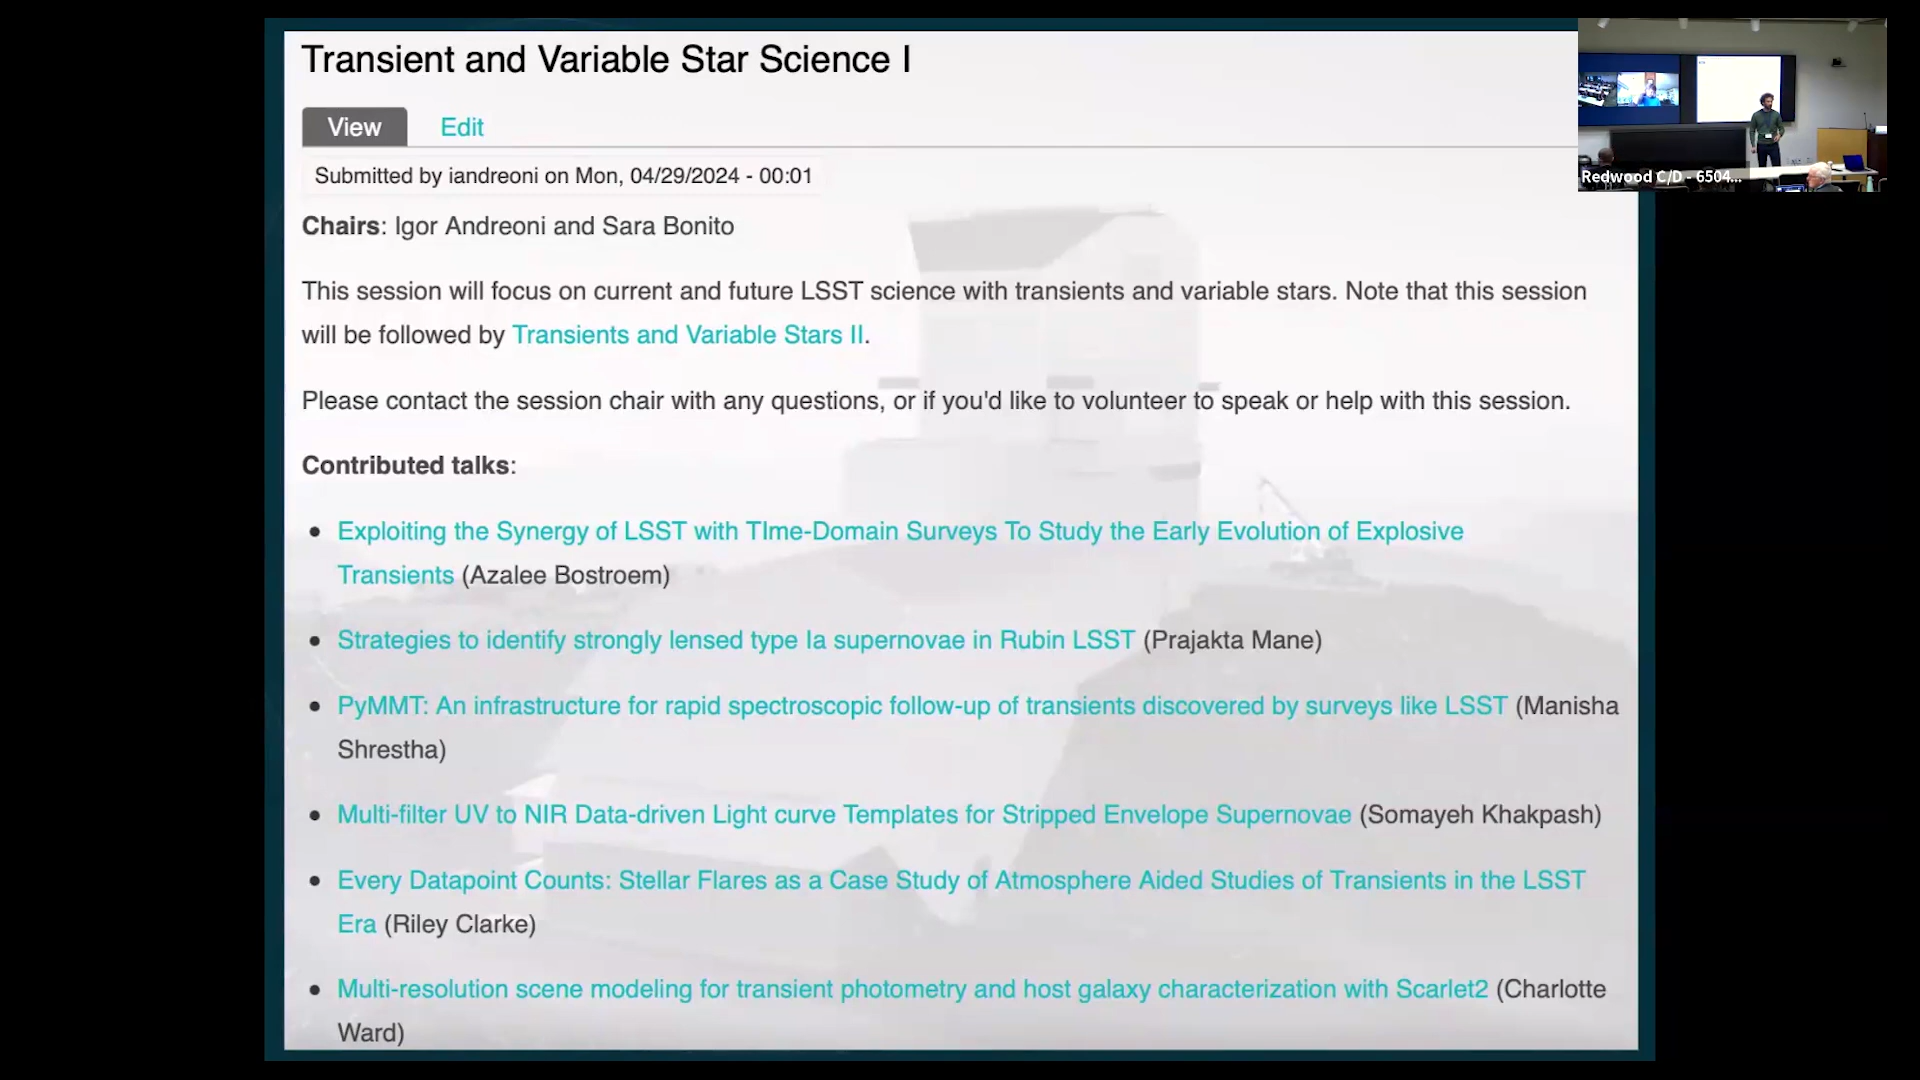 Transient and Variable Star Science I
View
Edit
Submitted by iandreoni on Mon, 04/29/2024 - 00:01
Chairs: Igor Andreoni and Sara Bonito
This session will focus on current and future LSST science with transients and variable stars. Note that this session
will be followed by Transients and Variable Stars II.
Please contact the session chair with any questions, or if you'd like to volunteer to speak or help with this session.
Contributed talks:
• Exploiting the Synergy of LSST with TIme-Domain Surveys To Study the Early Evolution of Explosive
Transients (Azalee Bostroem)
• Strategies to identify strongly lensed type Ia supernovae in Rubin LSST (Prajakta Mane)
• PyMMT: An infrastructure for rapid spectroscopic follow-up of transients discovered by surveys like LSST (Manisha
Shrestha)
• Multi-filter UV to NIR Data-driven Light curve Templates for Stripped Envelope Supernovae (Somayeh Khakpash)
• Every Datapoint Counts: Stellar Flares as a Case Study of Atmosphere Aided Studies of Transients in the LSST
Era (Riley Clarke)
• Multi-resolution scene modeling for transient photometry and host galaxy characterization with Scarlet2 (Charlotte
Ward)
Redwood C/D - 6504...